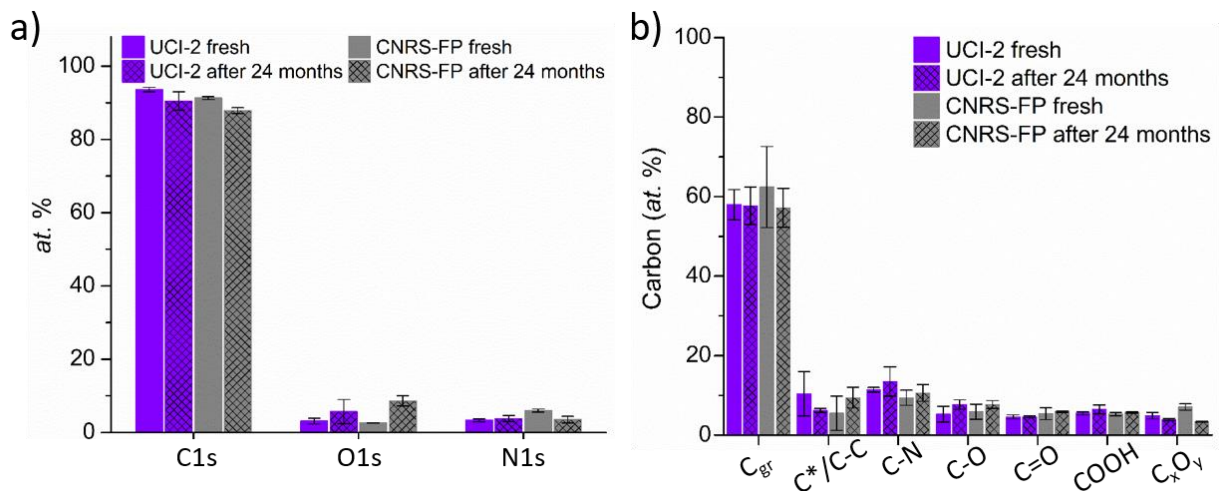 a)
UCI-2 fresh
CNRS-FP fresh
UCI-2 after 24 months
CNRS-FP after 24 months
at. %
100
80
60
40
20
0
C1s
O1s
N1s
b)
UCI-2 fresh
UCI-2 after 24 months
CNRS-FP fresh
CNRS-FP after 24 months
Carbon (at. %)
100
80
60
40
20
0
Cgr
C*/C-C
C-N
C-O
C=O
COOH
CxOy